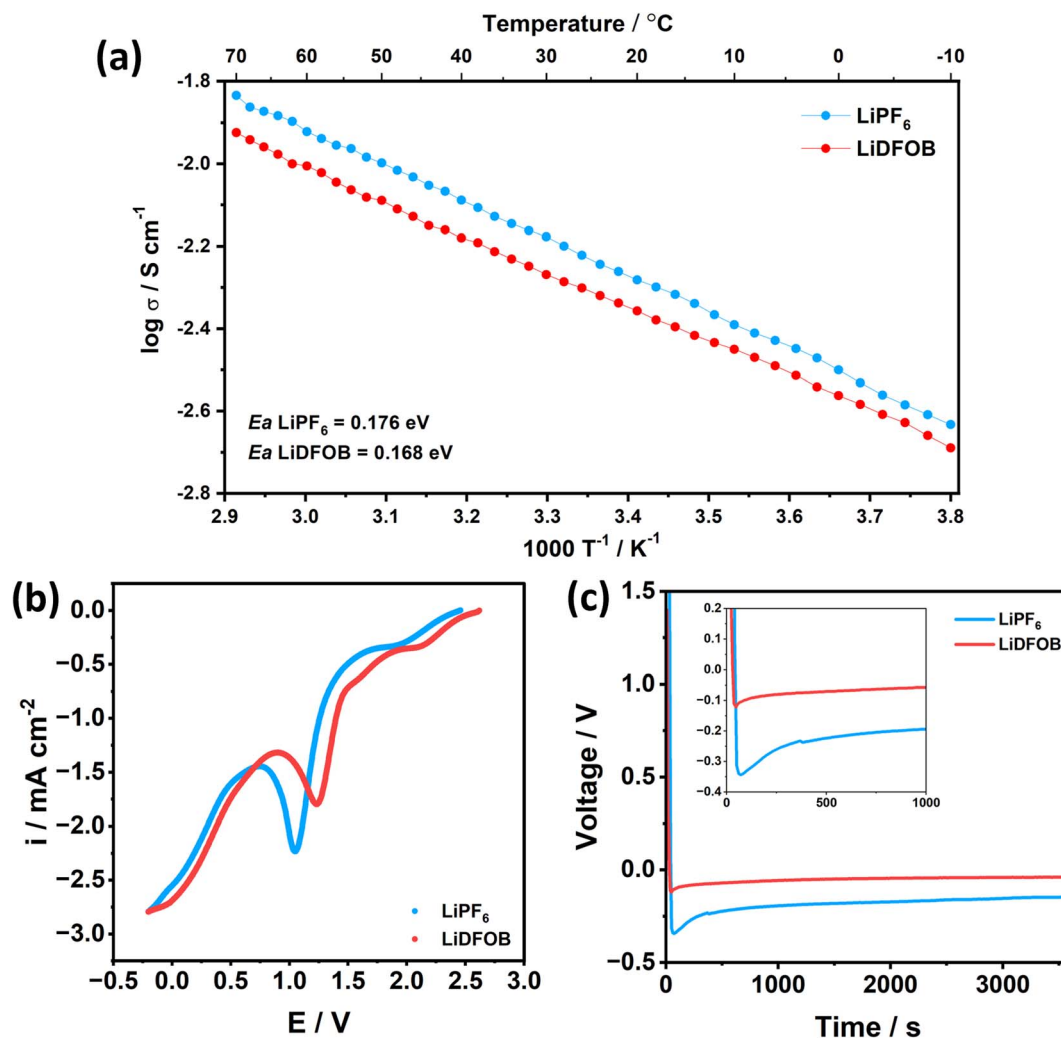 Temperature / °C
(a)
70 60 50 40 30 20 10 0 -10
-1.8
LiPF₆
LiDFOB
-2.0
log σ / S cm⁻¹
-2.2
-2.4
Ea LiPF₆ = 0.176 eV
-2.6
Ea LiDFOB = 0.168 eV
-2.8
2.9 3.0 3.1 3.2 3.3 3.4 3.5 3.6 3.7 3.8
1000 T⁻¹ / K⁻¹
(b)
0.0
−0.5
−1.0
−1.5
−2.0
−2.5
−3.0
i / mA cm⁻²
LiPF₆
LiDFOB
−0.5 0.0 0.5 1.0 1.5 2.0 2.5 3.0
E / V
(c)
1.5
1.0
0.5
0.0
−0.5
Voltage / V
LiPF₆
LiDFOB
0.2
0.1
0.0
−0.1
−0.2
−0.3
−0.4
0 500 1000
0 1000 2000 3000
Time / s